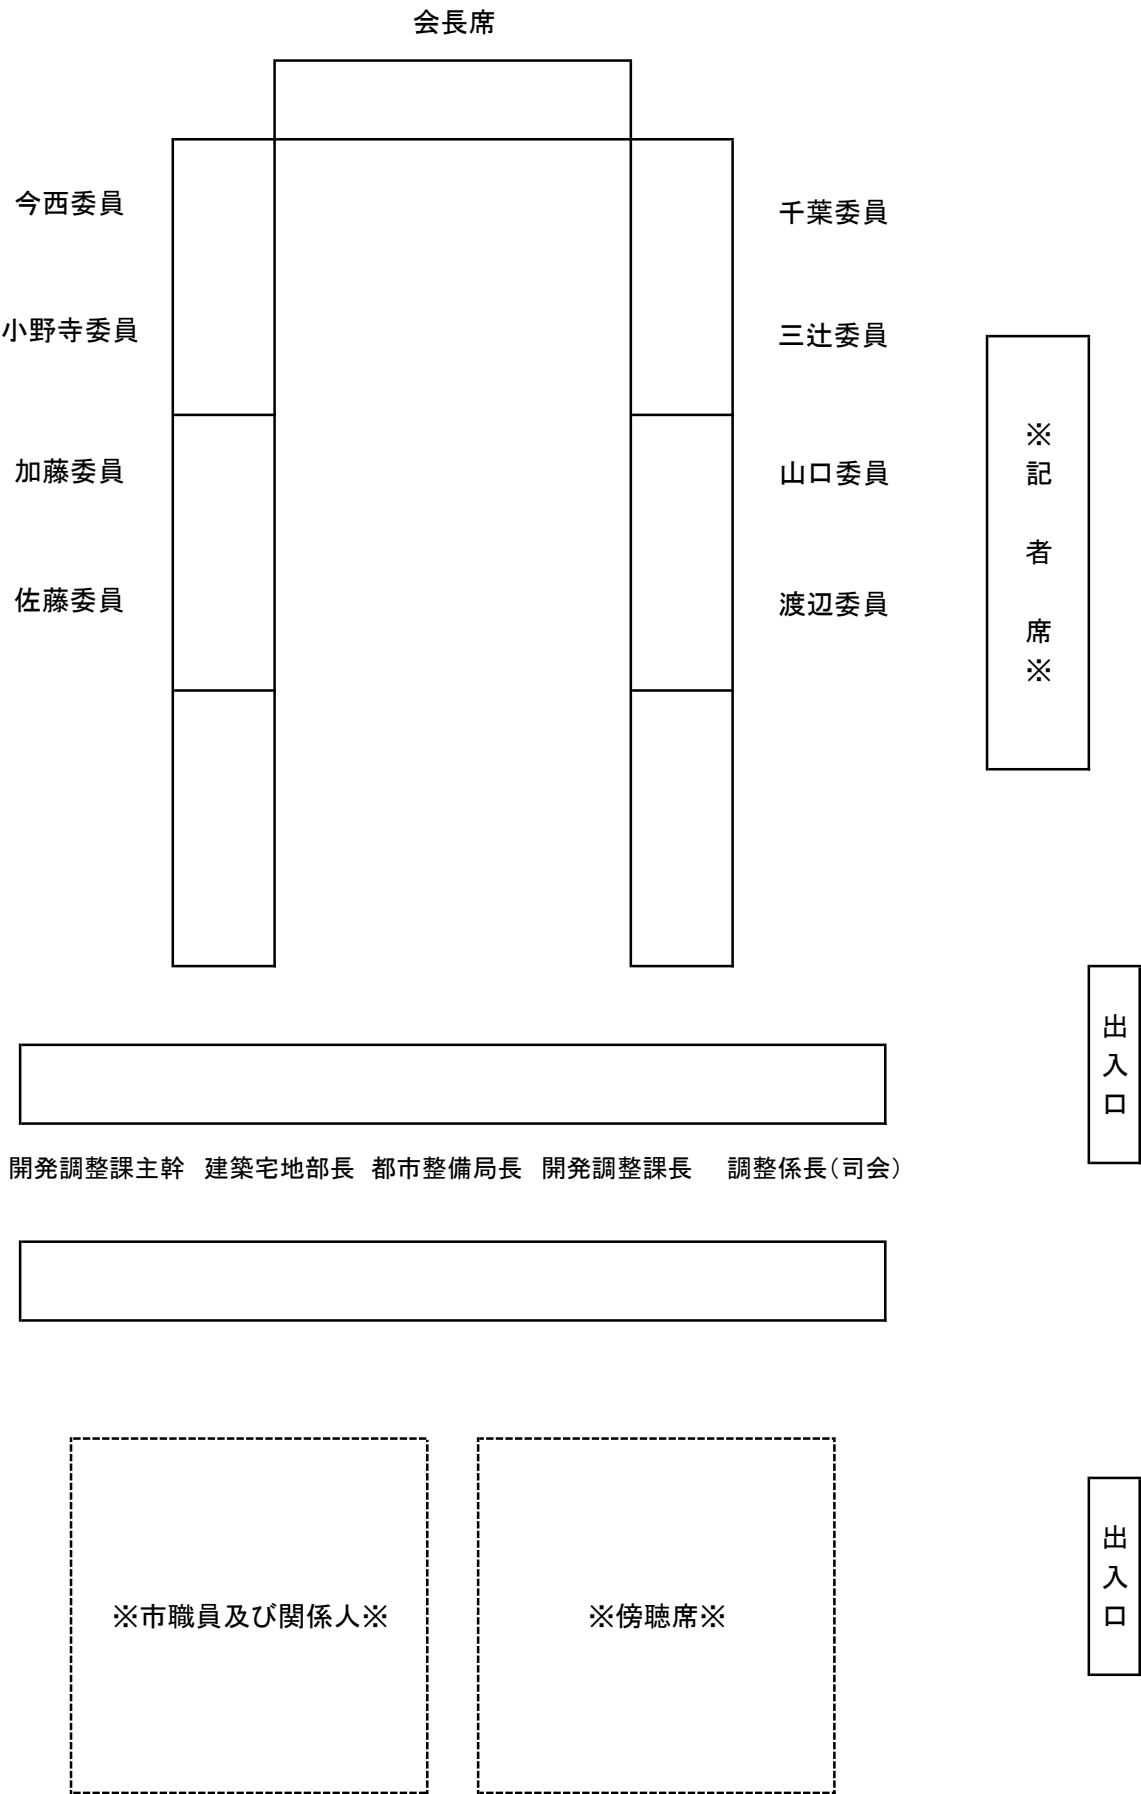 会長席
今西委員
千葉委員
小野寺委員
三辻委員
加藤委員
山口委員
佐藤委員
渡辺委員
※記者席※
出入口
開発調整課主幹 建築宅地部長 都市整備局長 開発調整課長 調整係長(司会)
※市職員及び関係人※
※傍聴席※
出入口